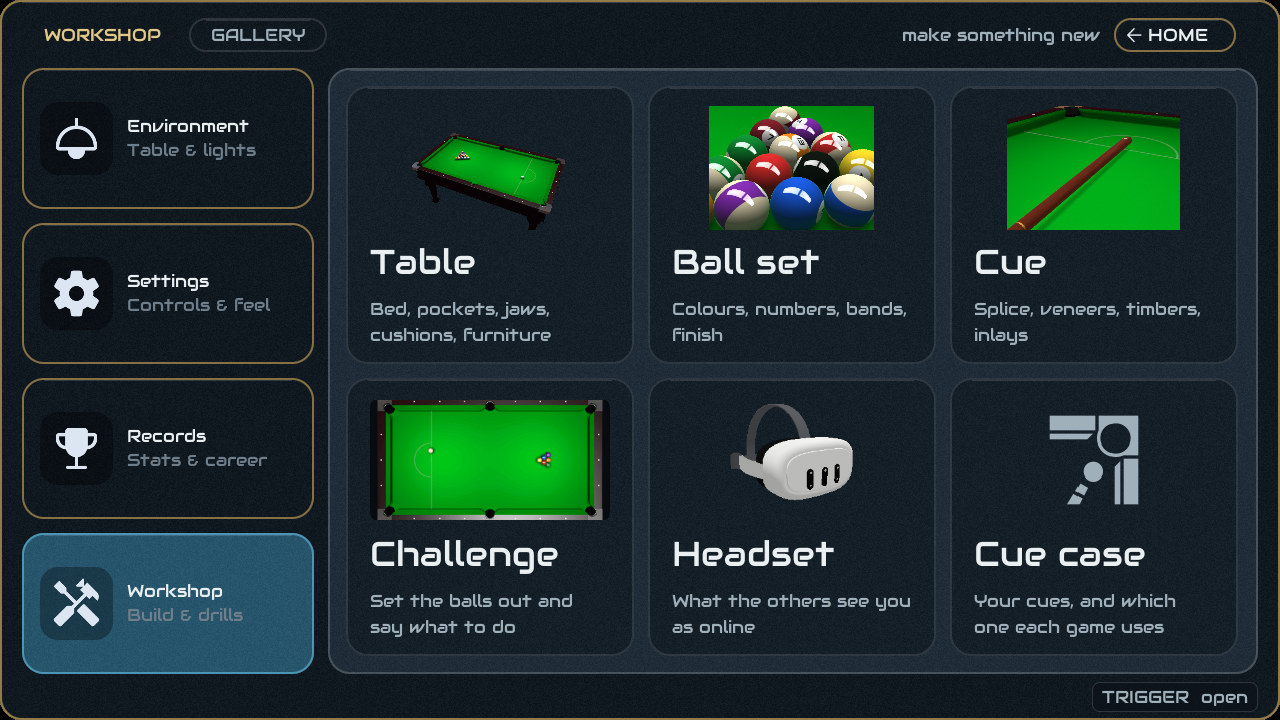 WORKSHOP
GALLERY
make something new
← HOME
Environment
Table & lights
Settings
Controls & feel
Records
Stats & career
Workshop
Build & drills
Table
Bed, pockets, jaws,
cushions, furniture
Ball set
Colours, numbers, bands,
finish
Cue
Splice, veneers, timbers,
inlays
Challenge
Set the balls out and
say what to do
Headset
What the others see you
as online
Cue case
Your cues, and which
one each game uses
TRIGGER open